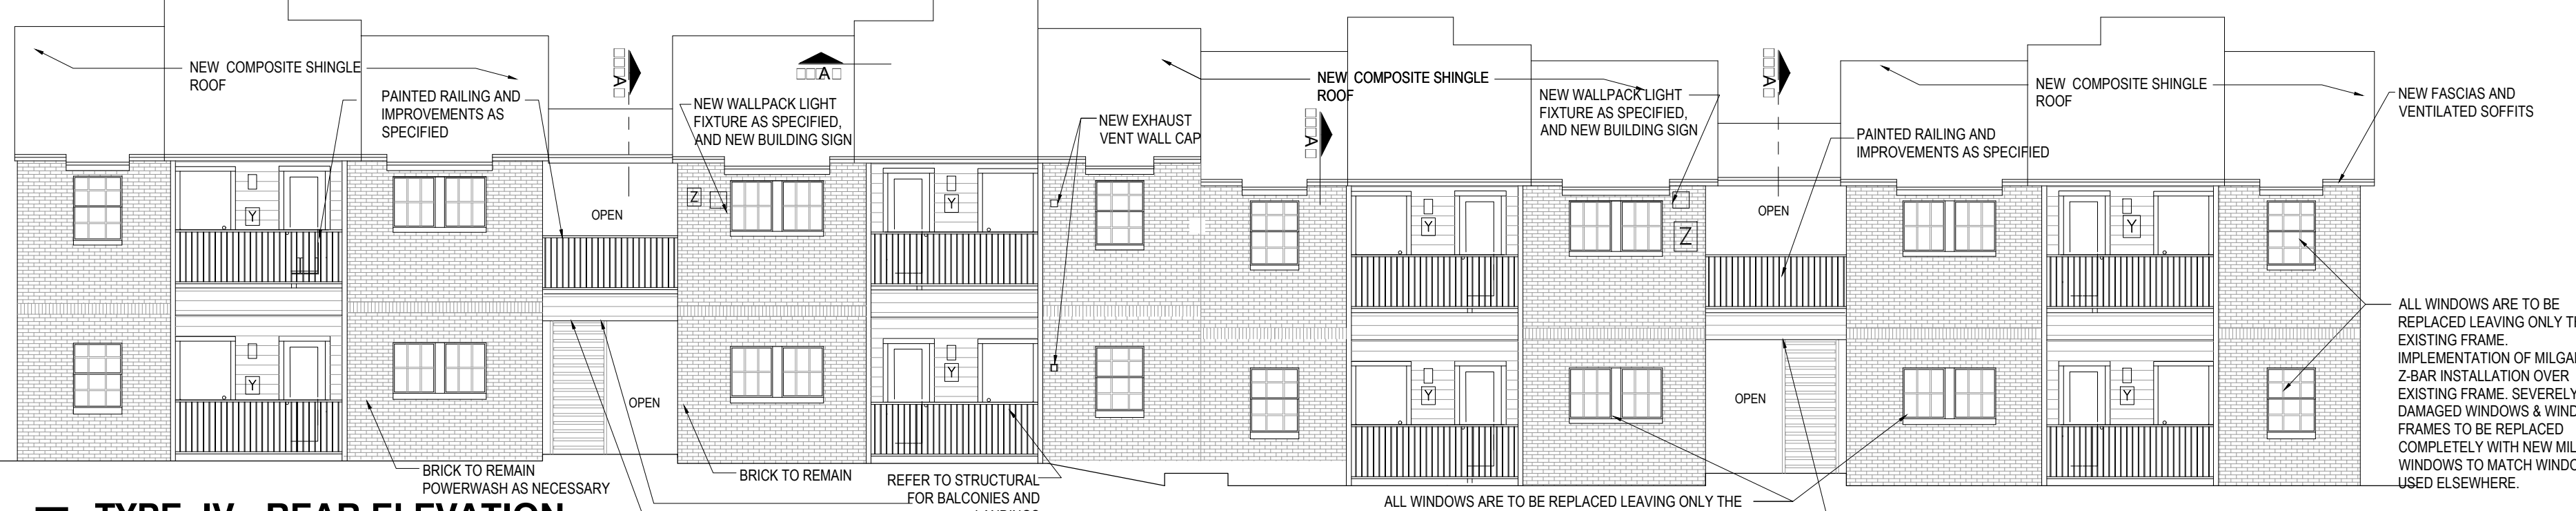 NEW COMPOSITE SHINGLE
ROOF
PAINTED RAILING AND
IMPROVEMENTS AS
SPECIFIED
A
NEW WALLPACK LIGHT
FIXTURE AS SPECIFIED,
AND NEW BUILDING SIGN
A
NEW EXHAUST
VENT WALL CAP
NEW COMPOSITE SHINGLE
ROOF
A
NEW WALLPACK LIGHT
FIXTURE AS SPECIFIED,
AND NEW BUILDING SIGN
A
PAINTED RAILING AND
IMPROVEMENTS AS SPECIFIED
NEW COMPOSITE SHINGLE
ROOF
NEW FASCIAS AND
VENTILATED SOFFITS
Y
OPEN
Z
Y
Y
Z
OPEN
Y
Y
OPEN
Y
Y
OPEN
Y
ALL WINDOWS ARE TO BE
REPLACED LEAVING ONLY
EXISTING FRAME.
IMPLEMENTATION OF
Z-BAR INSTALLATION OVER
EXISTING FRAME. SEVERELY
DAMAGED WINDOWS &
FRAMES TO BE REPLACED
COMPLETELY WITH NEW
WINDOWS TO MATCH
USED ELSEWHERE.
BRICK TO REMAIN
POWERWASH AS NECESSARY
BRICK TO REMAIN
REFER TO STRUCTURAL
FOR BALCONIES AND
ALL WINDOWS ARE TO BE REPLACED LEAVING ONLY THE
TYPE IV - REAR ELEVATION